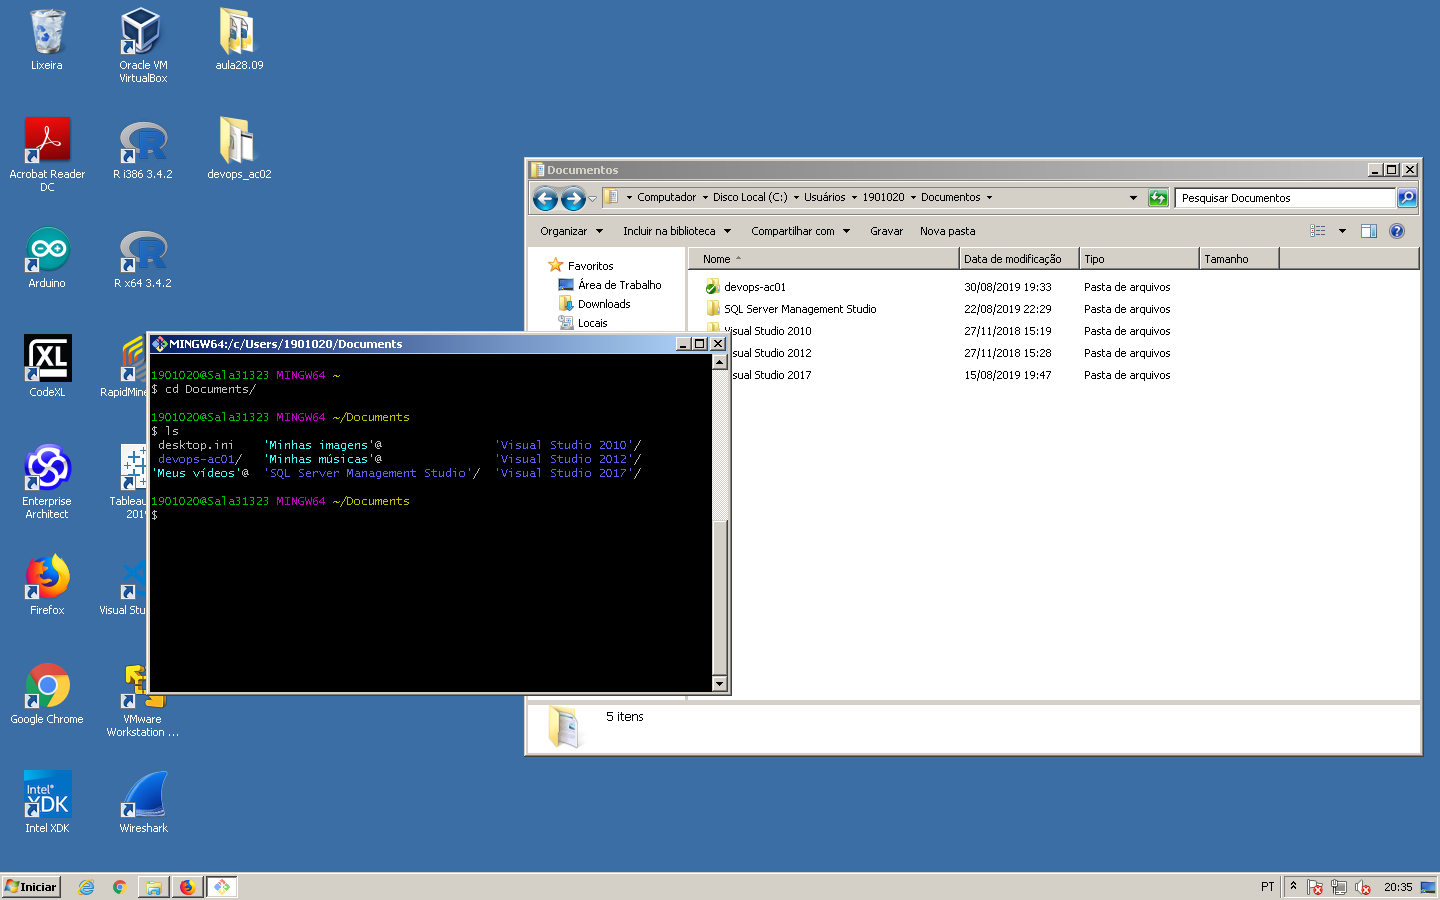 Lixeira
Oracle VM
VirtualBox
aula28.09
Acrobat Reader
DC
R i386 3.4.2
devops_ac02
Arduino
R x64 3.4.2
CodeXL
RapidMine
Enterprise
Architect
Tableau
201
Firefox
Visual Stu
Google Chrome
VMware
Workstation ...
Intel XDK
Wireshark
Documentos
Computador Disco Local (C:) Usuários 1901020 Documentos
Pesquisar Documentos
Organizar Incluir na biblioteca Compartilhar com Gravar Nova pasta
Favoritos
Área de Trabalho
Downloads
Locais
Nome Data de modificação Tipo Tamanho
devops-ac01 30/08/2019 19:33 Pasta de arquivos
SQL Server Management Studio 22/08/2019 22:29 Pasta de arquivos
Visual Studio 2010 27/11/2018 15:19 Pasta de arquivos
sual Studio 2012 27/11/2018 15:28 Pasta de arquivos
sual Studio 2017 15/08/2019 19:47 Pasta de arquivos
5 itens
MINGW64:/c/Users/1901020/Documents
1901020@Sala31323 MINGW64 ~
$ cd Documents/
1901020@Sala31323 MINGW64 ~/Documents
$ ls
desktop.ini 'Minhas imagens'@ 'Visual Studio 2010'/
devops-ac01/ 'Minhas músicas'@ 'Visual Studio 2012'/
'Meus vídeos'@ 'SQL Server Management Studio'/ 'Visual Studio 2017'/
1901020@Sala31323 MINGW64 ~/Documents
$
Iniciar
PT
20:35